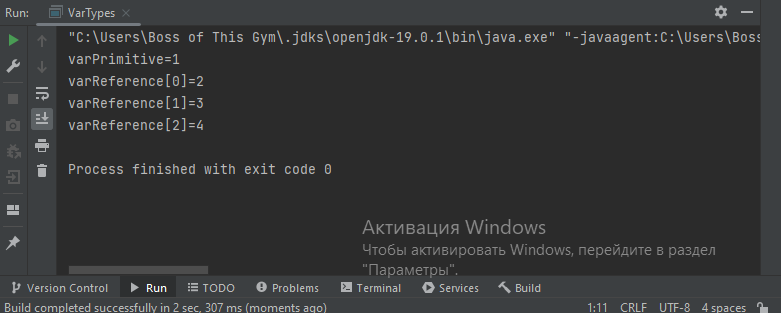 Run: VarTypes
"C:\Users\Boss of This Gym\.jdks\openjdk-19.0.1\bin\java.exe" "-javaagent:C:\Users\Boss
varPrimitive=1
varReference[0]=2
varReference[1]=3
varReference[2]=4
Process finished with exit code 0
Активация Windows
Чтобы активировать Windows, перейдите в раздел
"Параметры".
Version Control Run TODO Problems Terminal Services Build
Build completed successfully in 2 sec, 307 ms (moments ago) 1:11 CRLF UTF-8 4 spaces